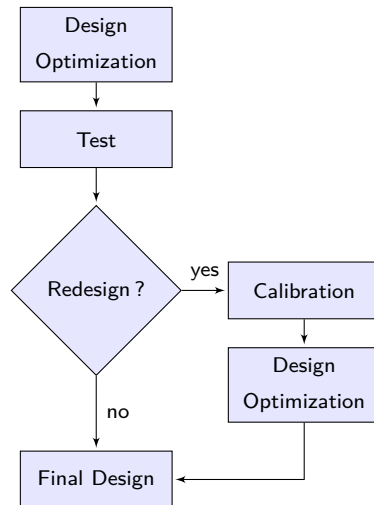 Design
Optimization
Test
Redesign ?
yes
Calibration
Design
Optimization
no
Final Design